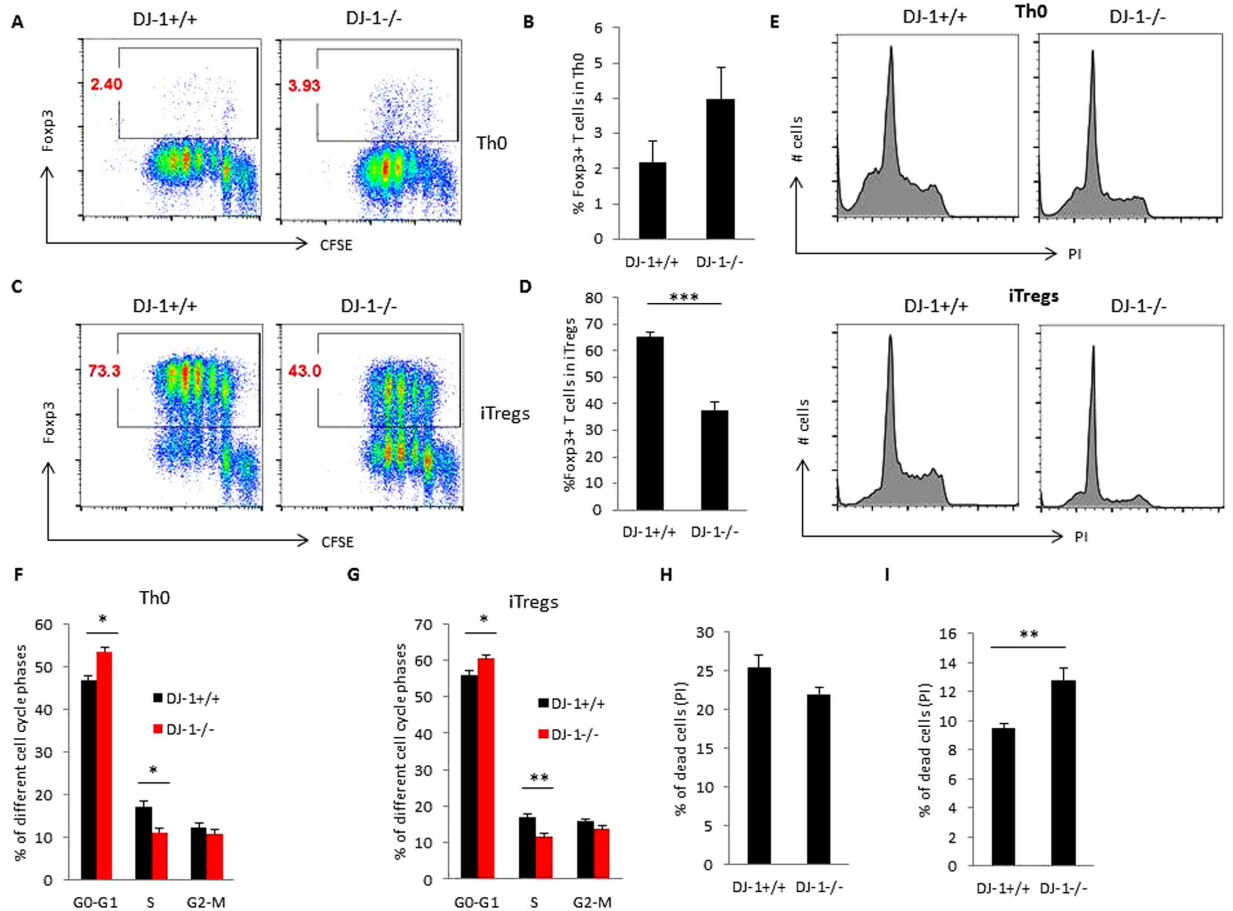 A
DJ-1+/+
DJ-1-/-
2.40
3.93
Foxp3
CFSE
Th0
B
6
5
4
3
2
1
0
% Foxp3+ T cells in Th0
DJ-1+/+
DJ-1-/-
E
Th0
DJ-1+/+
DJ-1-/-
# cells
PI
C
DJ-1+/+
DJ-1-/-
73.3
43.0
Foxp3
CFSE
iTregs
D
80
70
60
50
40
30
20
10
0
%Foxp3+ T cells in iTregs
***
DJ-1+/+
DJ-1-/-
iTregs
DJ-1+/+
DJ-1-/-
# cells
PI
F
Th0
60
50
40
30
20
10
0
% of different cell cycle phases
*
*
DJ-1+/+
DJ-1-/-
G0-G1
S
G2-M
G
iTregs
70
60
50
40
30
20
10
0
% of different cell cycle phases
*
**
DJ-1+/+
DJ-1-/-
G0-G1
S
G2-M
H
30
25
20
15
10
5
0
% of dead cells (PI)
DJ-1+/+
DJ-1-/-
I
16
14
12
10
8
6
4
2
0
% of dead cells (PI)
**
DJ-1+/+
DJ-1-/-